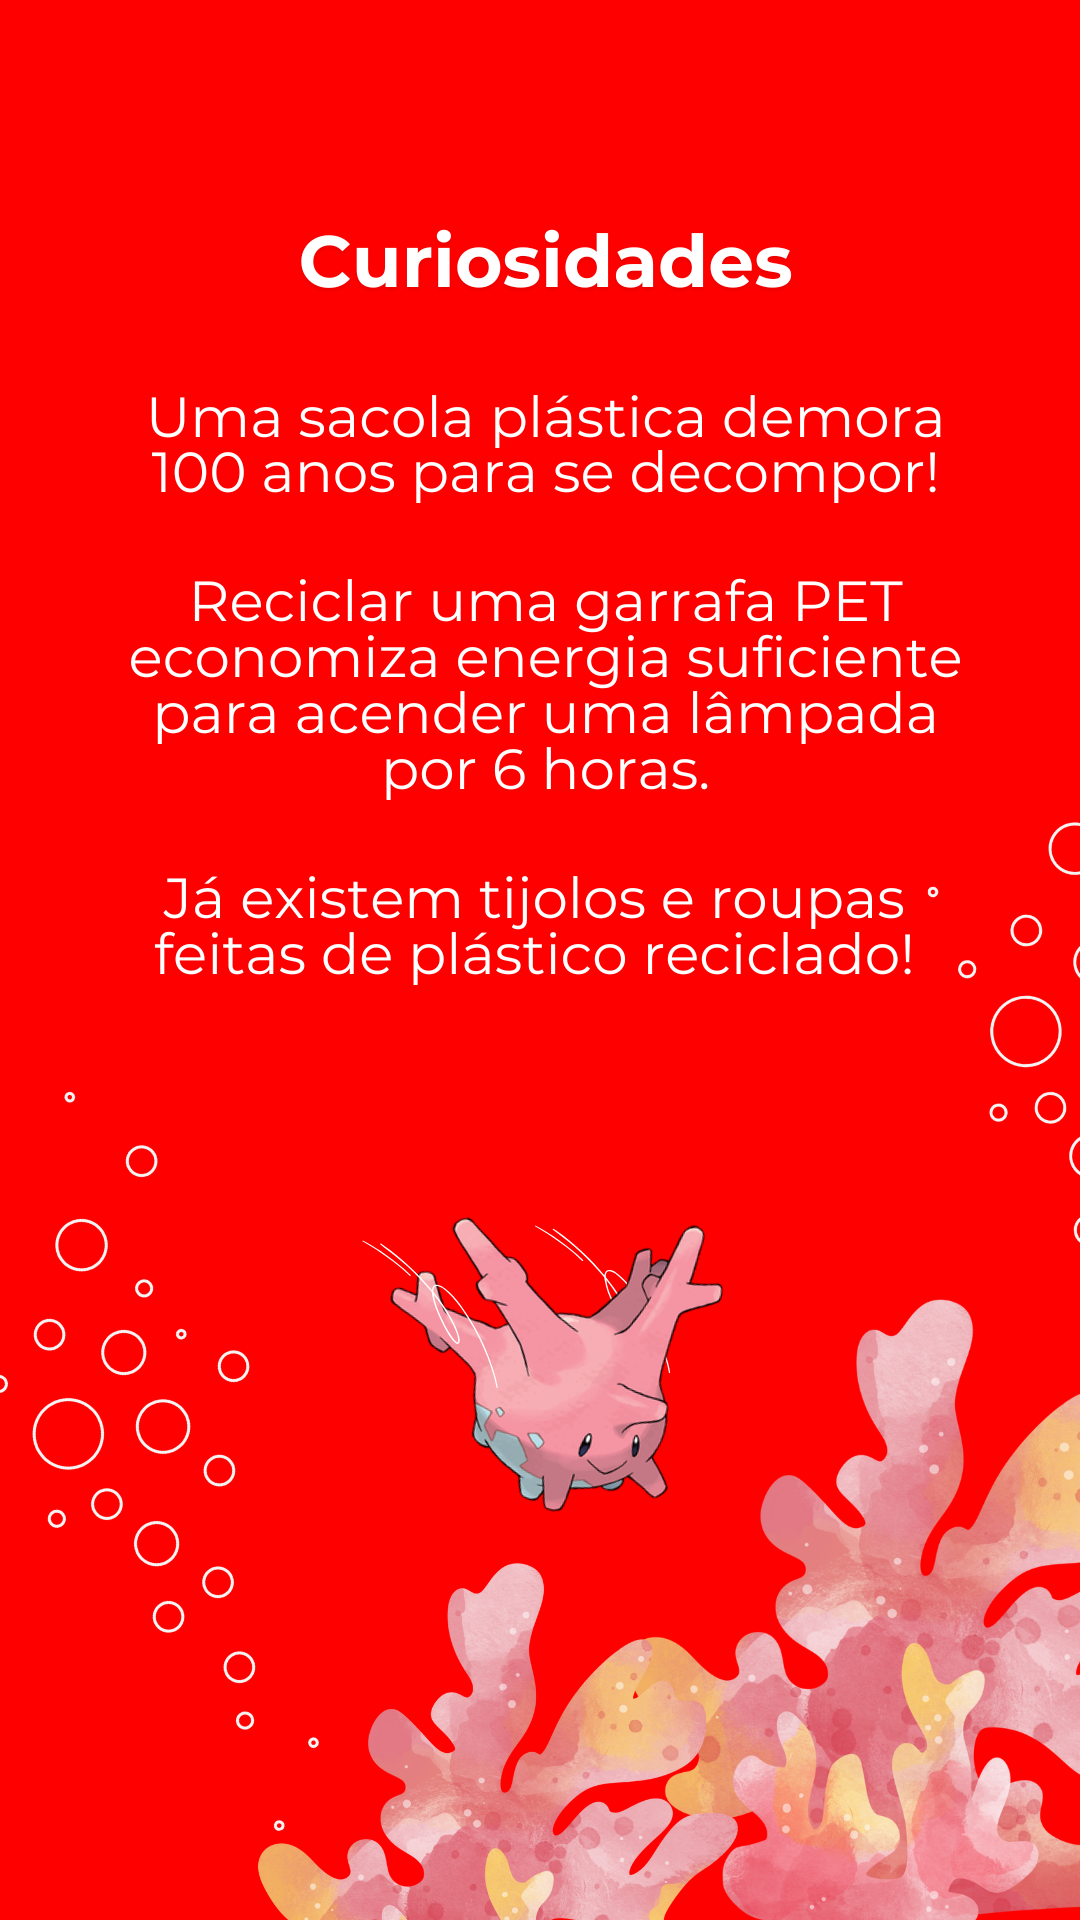 Curiosidades
Uma sacola plástica demora
100 anos para se decompor!
Reciclar uma garrafa PET
economiza energia suficiente
para acender uma lâmpada
por 6 horas.
Já existem tijolos e roupas
feitas de plástico reciclado!